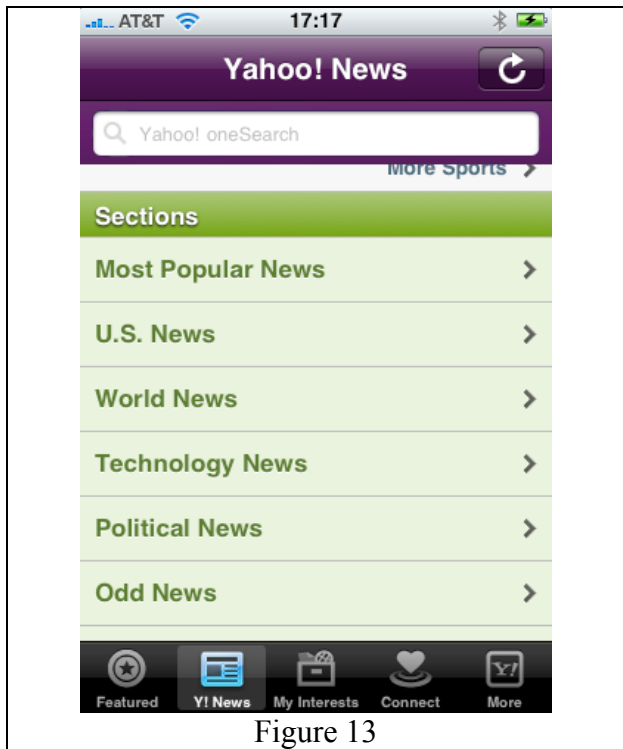 AT&T 17:17
Yahoo! News
Yahoo! oneSearch
More Sports
Sections
Most Popular News
U.S. News
World News
Technology News
Political News
Odd News
Featured Y! News My Interests Connect Y! More
Figure 13